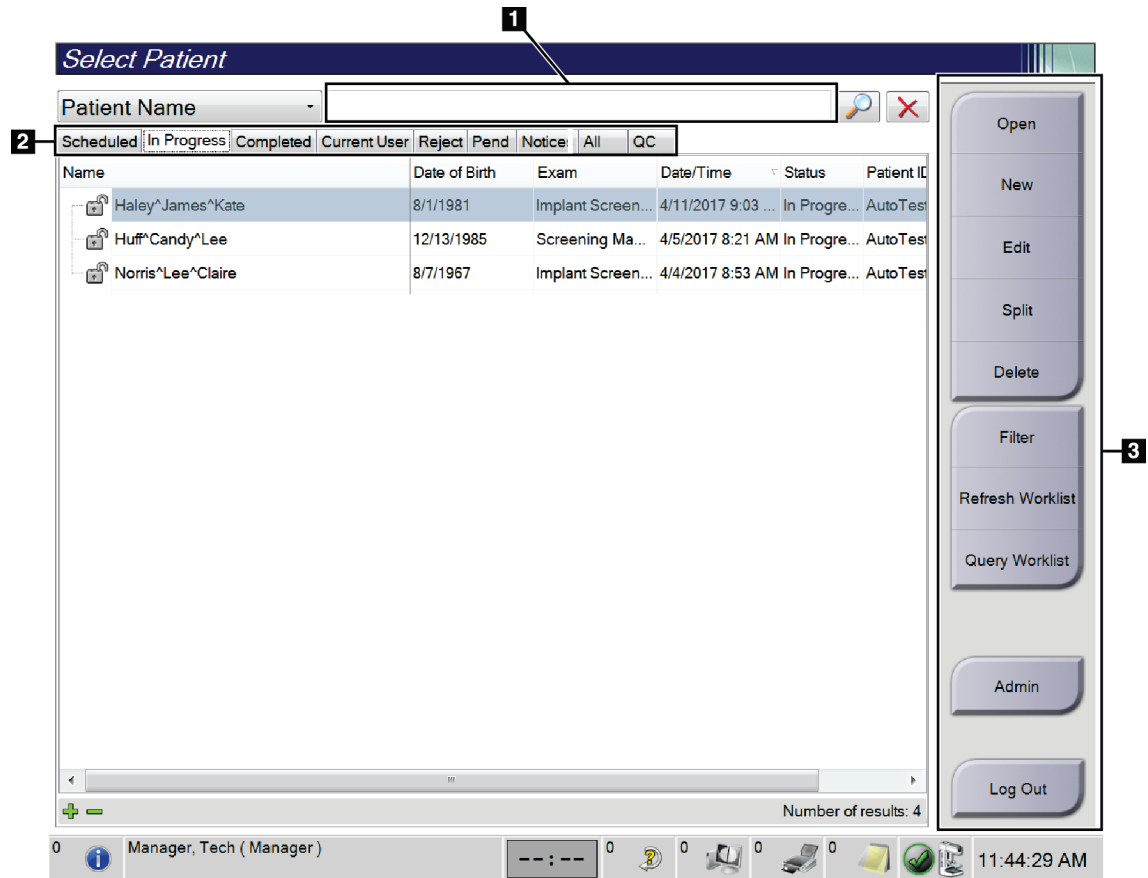 1
Select Patient
Patient Name
2
Scheduled In Progress Completed Current User Reject Pend Notice All QC
Name Date of Birth Exam Date/Time Status Patient ID
Haley^James^Kate 8/1/1981 Implant Screen... 4/11/2017 9:03 ... In Progre... AutoTest
Huff^Candy^Lee 12/13/1985 Screening Ma... 4/5/2017 8:21 AM In Progre... AutoTest
Norris^Lee^Claire 8/7/1967 Implant Screen... 4/4/2017 8:53 AM In Progre... AutoTest
Open
New
Edit
Split
Delete
Filter
3
Refresh Worklist
Query Worklist
Admin
Log Out
Number of results: 4
0 Manager, Tech ( Manager ) --:-- 0 0 0 0 11:44:29 AM